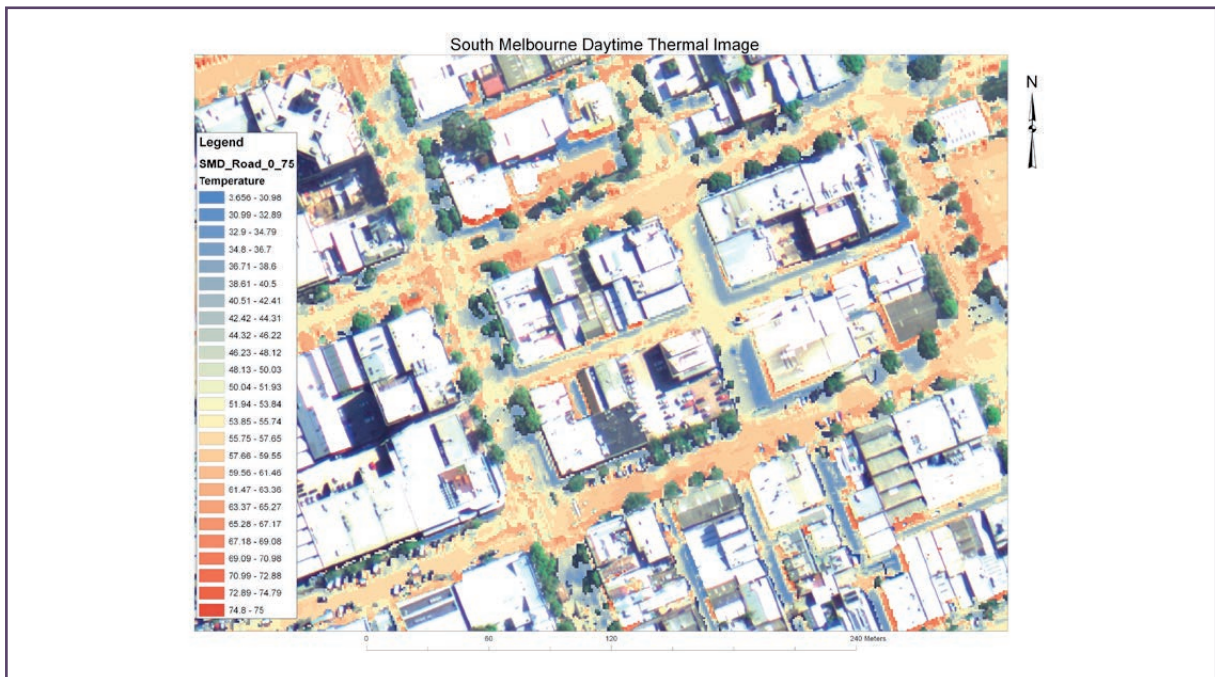 South Melbourne Daytime Thermal Image
N
Legend
SMD_Road_0_75
Temperature
3.656 - 30.98
30.99 - 32.89
32.9 - 34.79
34.8 - 36.7
36.71 - 38.6
38.61 - 40.5
40.51 - 42.41
42.42 - 44.31
44.32 - 46.22
46.23 - 48.12
48.13 - 50.03
50.04 - 51.93
51.94 - 53.84
53.85 - 55.74
55.75 - 57.65
57.66 - 59.55
59.56 - 61.46
61.47 - 63.36
63.37 - 65.27
65.28 - 67.17
67.18 - 69.08
69.09 - 70.98
70.99 - 72.88
72.89 - 74.79
74.8 - 75
0 60 120 240 Meters